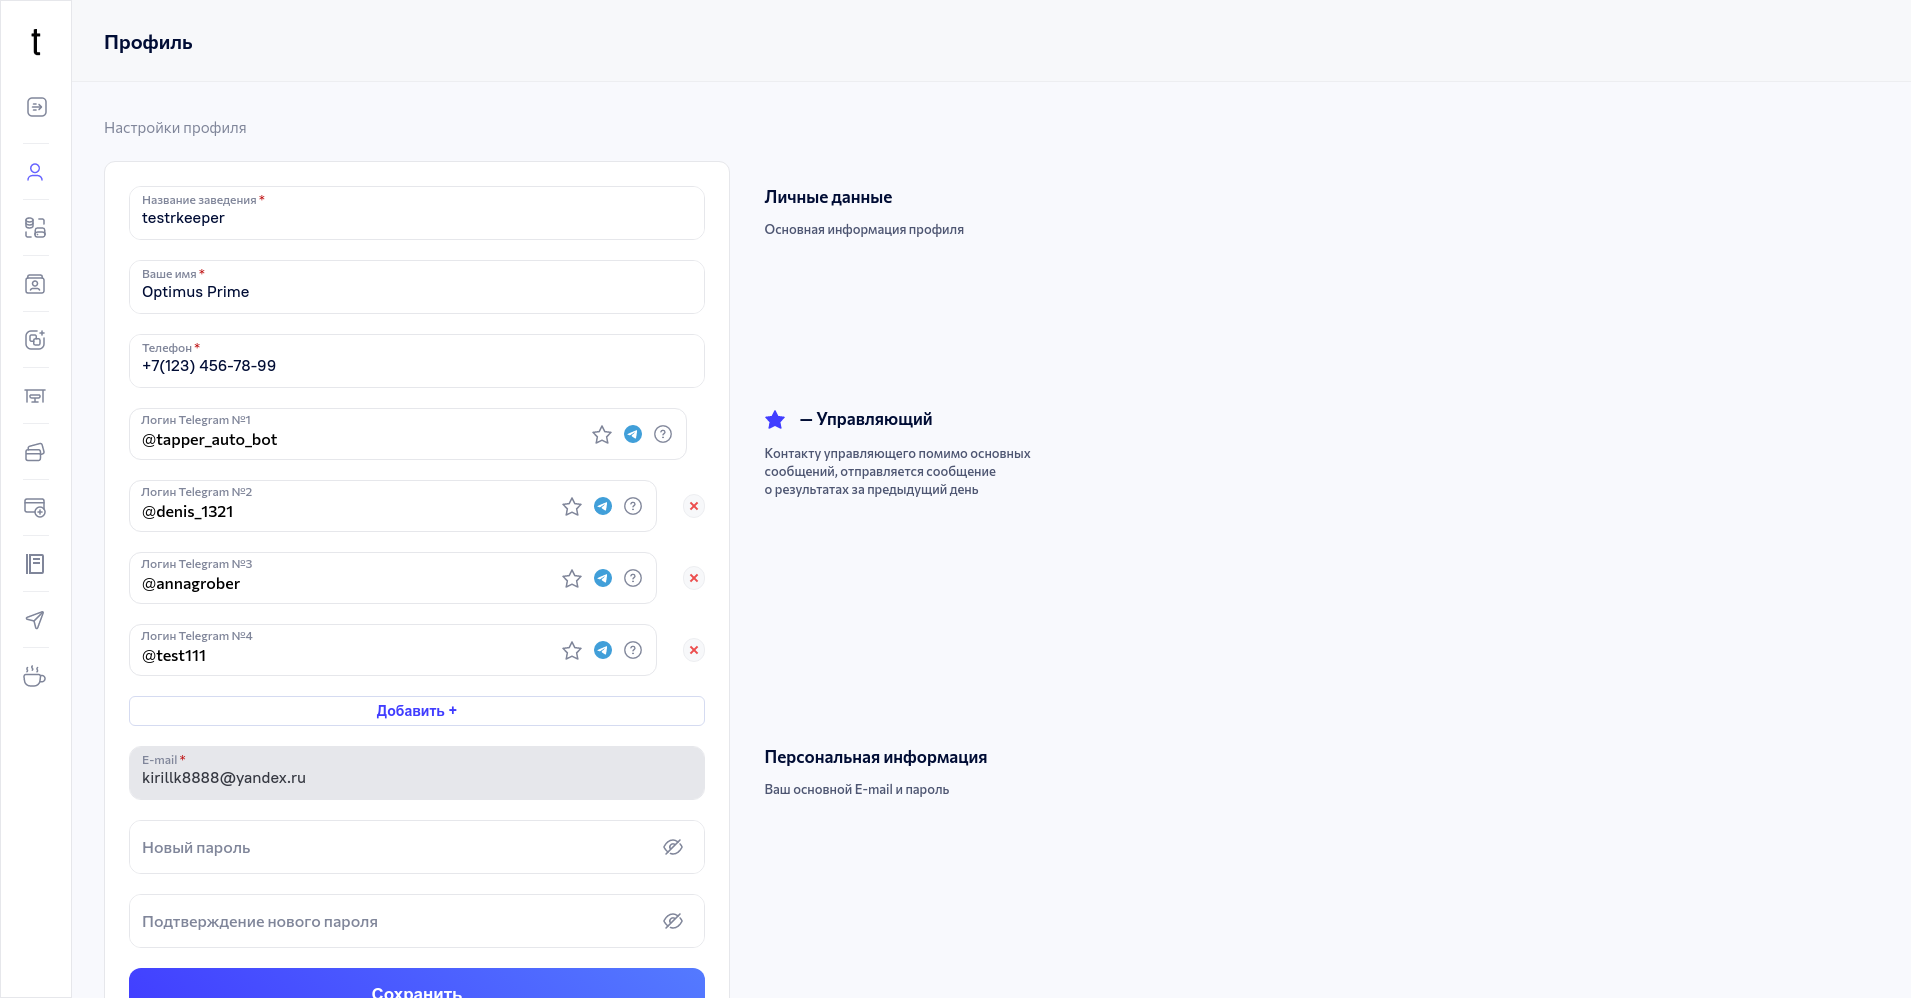 t
Профиль
Настройки профиля
Название заведения *
testrkeeper
Ваше имя *
Optimus Prime
Телефон *
+7(123) 456-78-99
Логин Telegram №1
@tapper_auto_bot
Логин Telegram №2
@denis_1321
Логин Telegram №3
@annagrober
Логин Telegram №4
@test111
Добавить +
E-mail *
kirillk8888@yandex.ru
Новый пароль
Подтверждение нового пароля
Сохранить
Личные данные
Основная информация профиля
— Управляющий
Контакту управляющего помимо основных
сообщений, отправляется сообщение
о результатах за предыдущий день
Персональная информация
Ваш основной E-mail и пароль